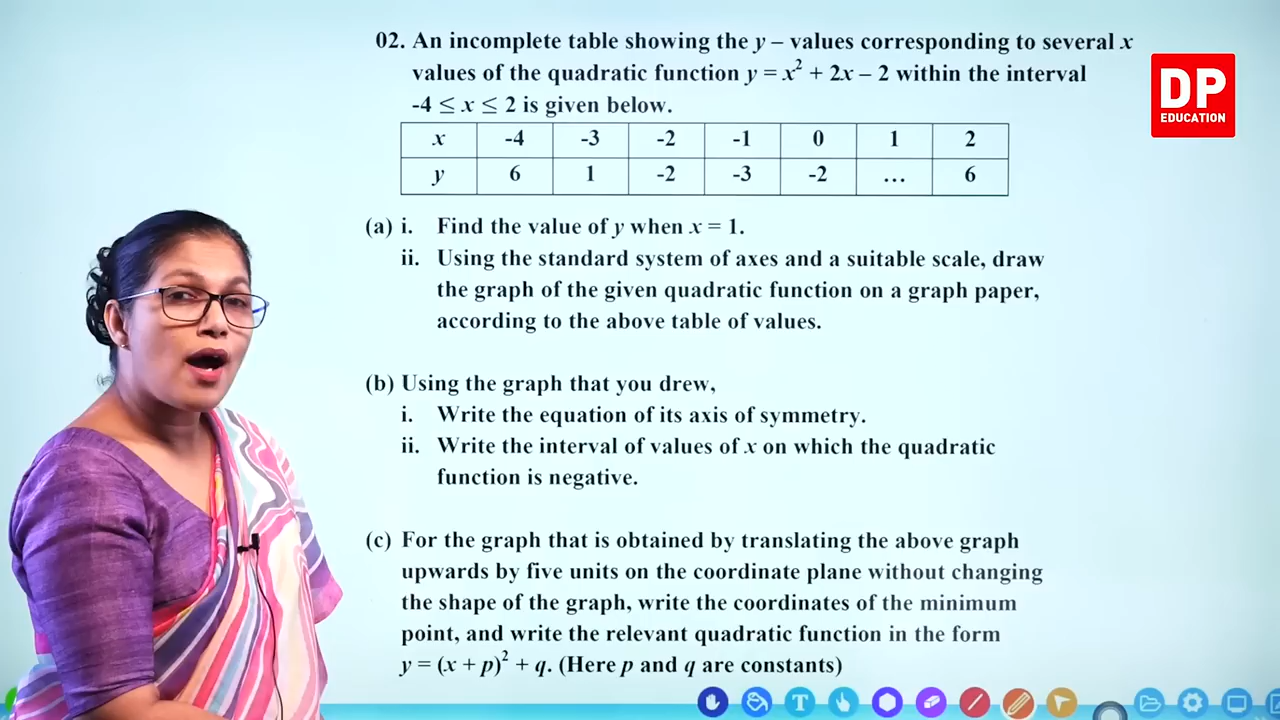 02. An incomplete table showing the y – values corresponding to several x
values of the quadratic function y = x² + 2x – 2 within the interval
-4 ≤ x ≤ 2 is given below.
x -4 -3 -2 -1 0 1 2
y 6 1 -2 -3 -2 … 6
(a) i. Find the value of y when x = 1.
ii. Using the standard system of axes and a suitable scale, draw
the graph of the given quadratic function on a graph paper,
according to the above table of values.
(b) Using the graph that you drew,
i. Write the equation of its axis of symmetry.
ii. Write the interval of values of x on which the quadratic
function is negative.
(c) For the graph that is obtained by translating the above graph
upwards by five units on the coordinate plane without changing
the shape of the graph, write the coordinates of the minimum
point, and write the relevant quadratic function in the form
y = (x + p)² + q. (Here p and q are constants)
DP
EDUCATION